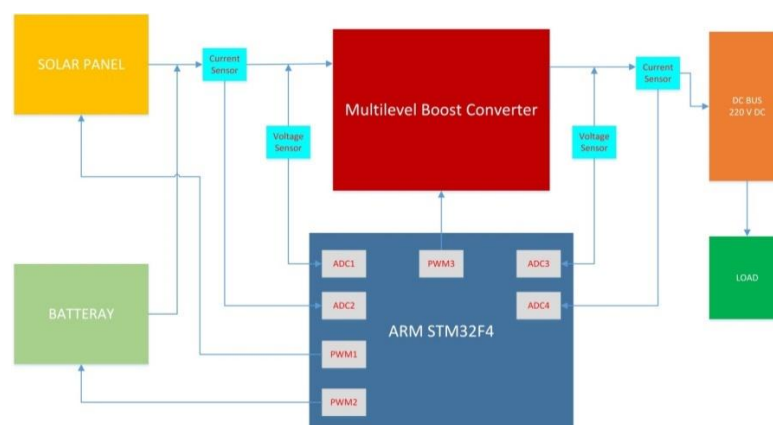 SOLAR PANEL
Current
Sensor
Multilevel Boost Converter
Current
Sensor
DC BUS
220 V DC
Voltage
Sensor
Voltage
Sensor
ADC1
PWM3
ADC3
BATTERAY
ADC2
ADC4
LOAD
ARM STM32F4
PWM1
PWM2